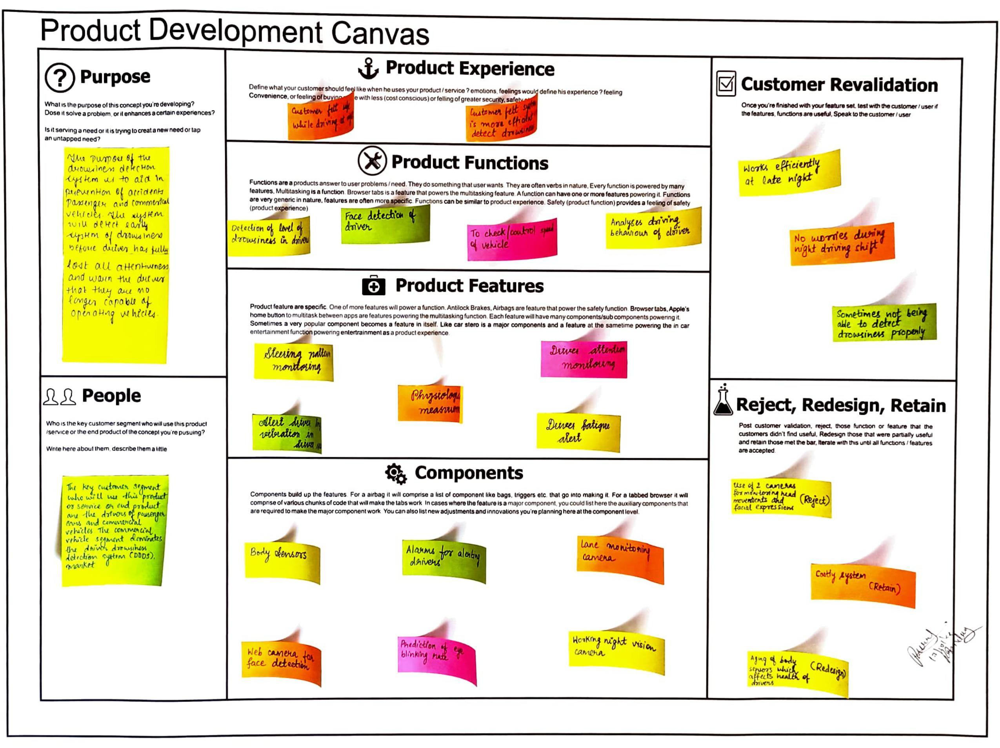 Product Development Canvas
Purpose
What is the purpose of this concept you're developing?
Dose it solve a problem, or it enhances a certain experiences?
Is it serving a need or it is trying to creat a new need or tap
an untapped need?
The purpose of the
drowsiness detection
system is to aid in
prevention of accidents
passenger and commercial
vehicles. The system
will detect early
system of drowsiness
before driver has fully
lost all attentiveness
and warn the driver
that they are no
longer capable of
operating vehicles.
People
Who is the key customer segment who will use this product
/service or the end product of the concept you're pusuing?
Write here about them, describe them a little
The key customer segment
who will use this product
or service or end product
are the drivers of passenger
cars and commercial
vehicles The commercial
vehicle segment dominates
the driver drowsiness
detection system (DDDS),
market
Product Experience
Define what your customer should feel like when he uses your product / service ? emotions, feelings would define his experience ? feeling
Convenience, or feeling of buying e with less (cost conscious) or felling of greater security, safety
Customer felt
while driving at
Customer felt
is more
detect
Product Functions
Functions are a products answer to user problems / need. They do something that user wants. They are often verbs in nature, Every function is powered by many
features, Multitasking is a function. Browser tabs is a feature that powers the multitasking feature. A function can have one or more features powering it. Functions
are very generic in nature, features are often more specific. Functions can be similar to product experience. Safety (product function) provides a feeling of safety
(product experience)
Detection of level of
drowsiness in driver
Face detection of
driver
To check/control speed
of vehicle
Analyses driving
behaviour of driver
Product Features
Product feature are specific. One of more features will power a function. Antilock Brakes, Airbags are feature that power the safety function. Browser tabs, Apple's
home button to multitask between apps are features powering the multitasking function. Each feature will have many components/sub components powering it.
Sometimes a very popular component becomes a feature in itself. Like car stero is a major components and a feature at the sametime powering the in car
entertainment function powering entertrainment as a product experience.
Steering pattern
monitoring
Driver attention
monitoring
Alert driver by
vibration in
driver
Driver fatigue
alert
Components
Components build up the features. For a airbag it will comprise a list of component like bags, triggers etc. that go into making it. For a tabbed browser it will
comprise of various chunks of code that will make the tabs work. In cases where the feature is a major component, you could list here the auxiliary components that
are required to make the major component work. You can also list new adjustments and innovations you're planning here at the component level.
Body Sensors
Alarms for alerting
drivers
Lane monitoring
camera
Web camera for
face detection
Prediction of eye
blinking rate
Working night vision
camera
Customer Revalidation
Once you're finished with your feature set, test with the customer / user if
the features, functions are useful, Speak to the customer / user
Works efficiently
at late night
No worries during
night driving shift
Sometimes not being
able to detect
drowsiness properly
Reject, Redesign, Retain
Post customer validation, reject, those function or feature that the
customers didn't find useful, Redesign those that were partially useful
and retain those met the bar, Iterate with this until all functions / features
are accepted.
Use of 2 cameras
for monitoring head
movements and (Reject)
facial expressions
Costly system
(Retain)
Aging of body (Redesign)
sensors which
affects health of
drivers